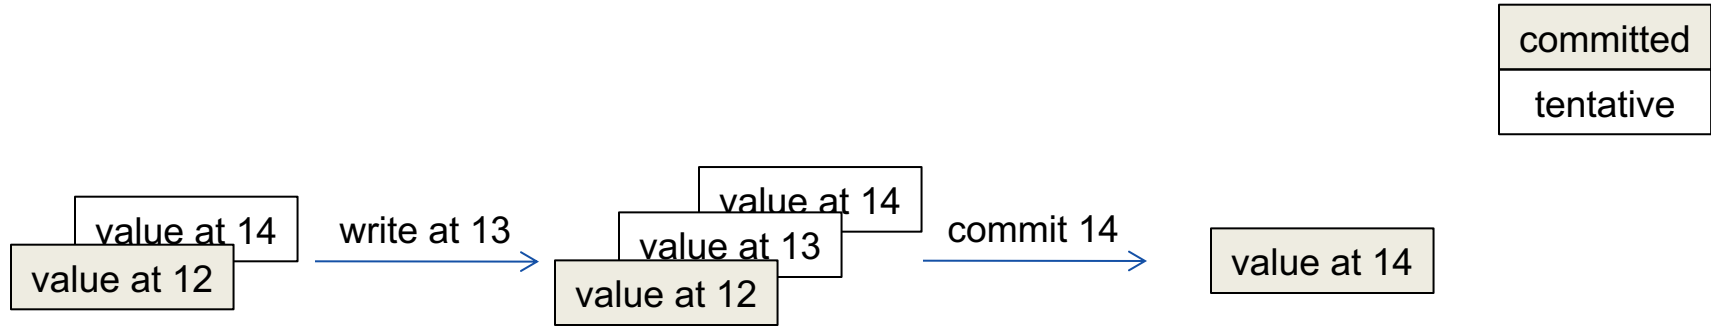 committed
tentative
value at 14
value at 12
write at 13
value at 14
value at 13
value at 12
commit 14
value at 14